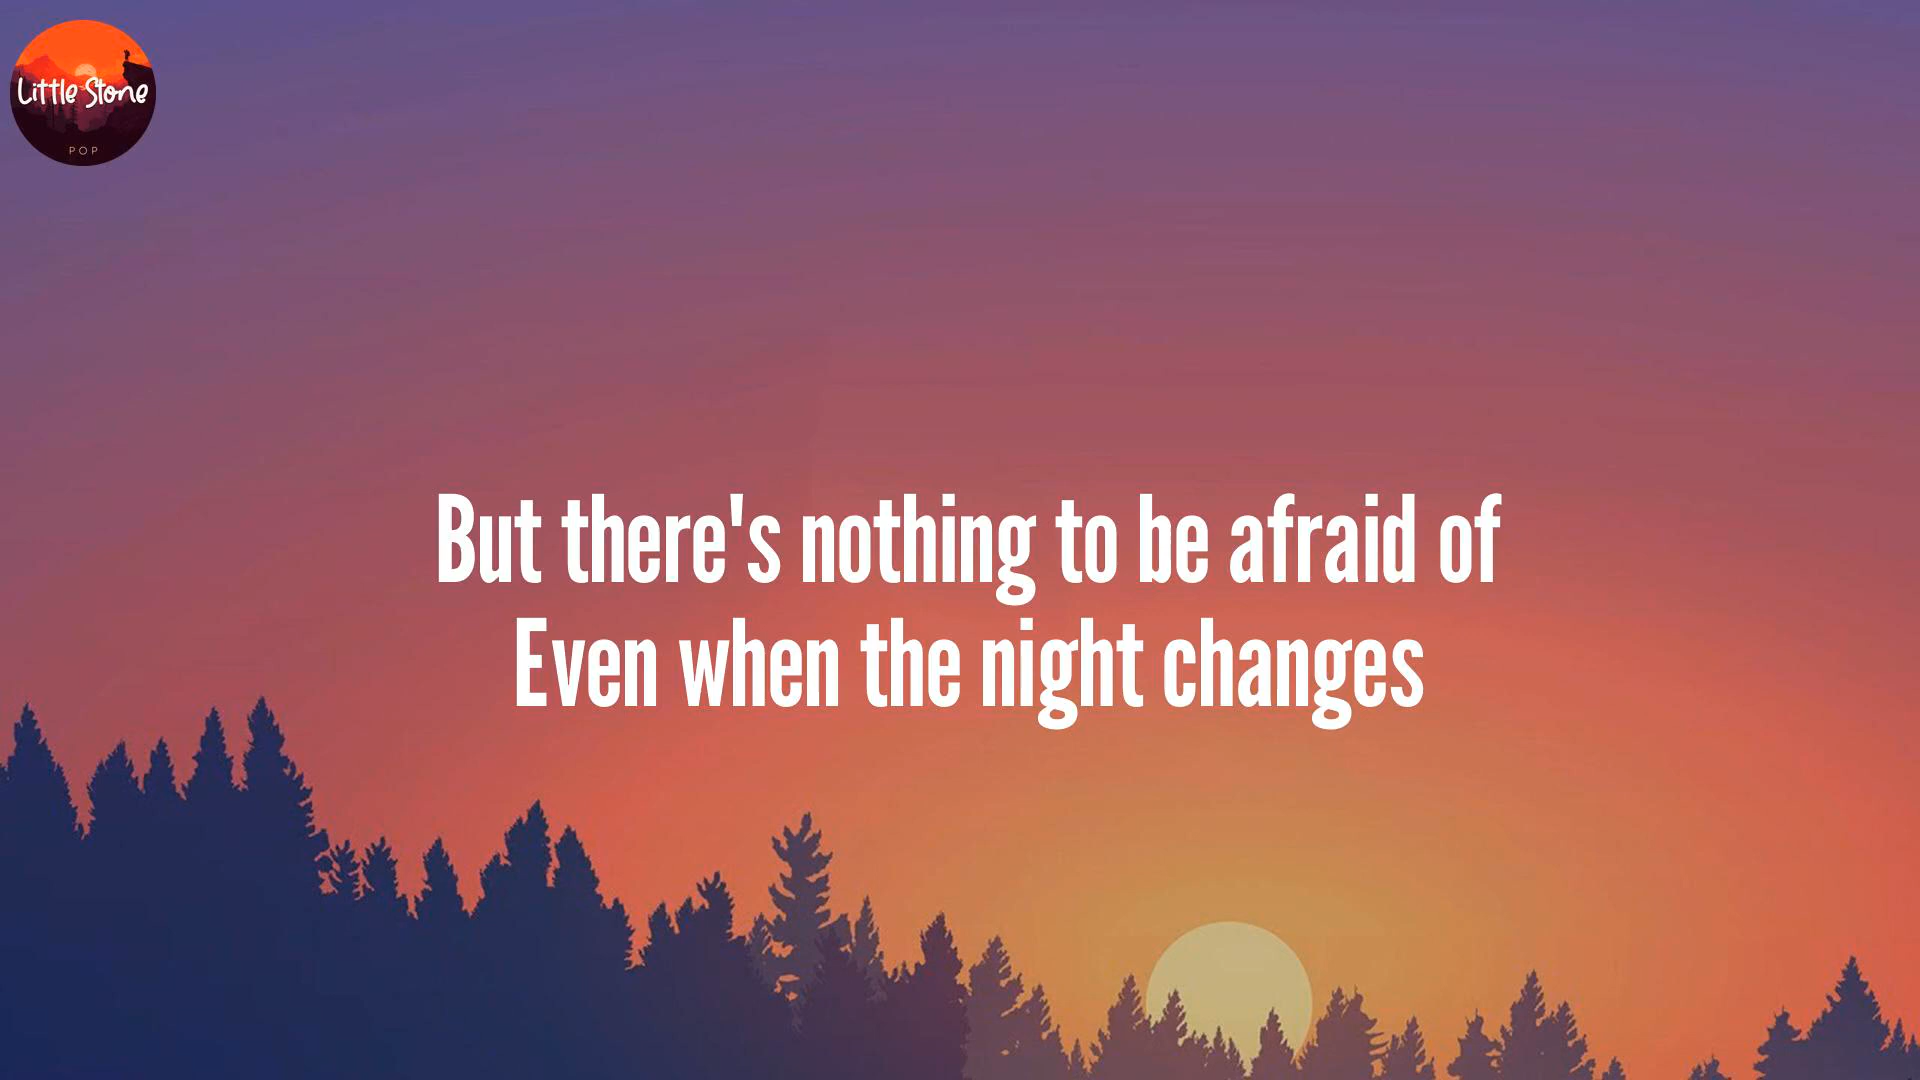 Little Stone
POP
But there's nothing to be afraid of
Even when the night changes